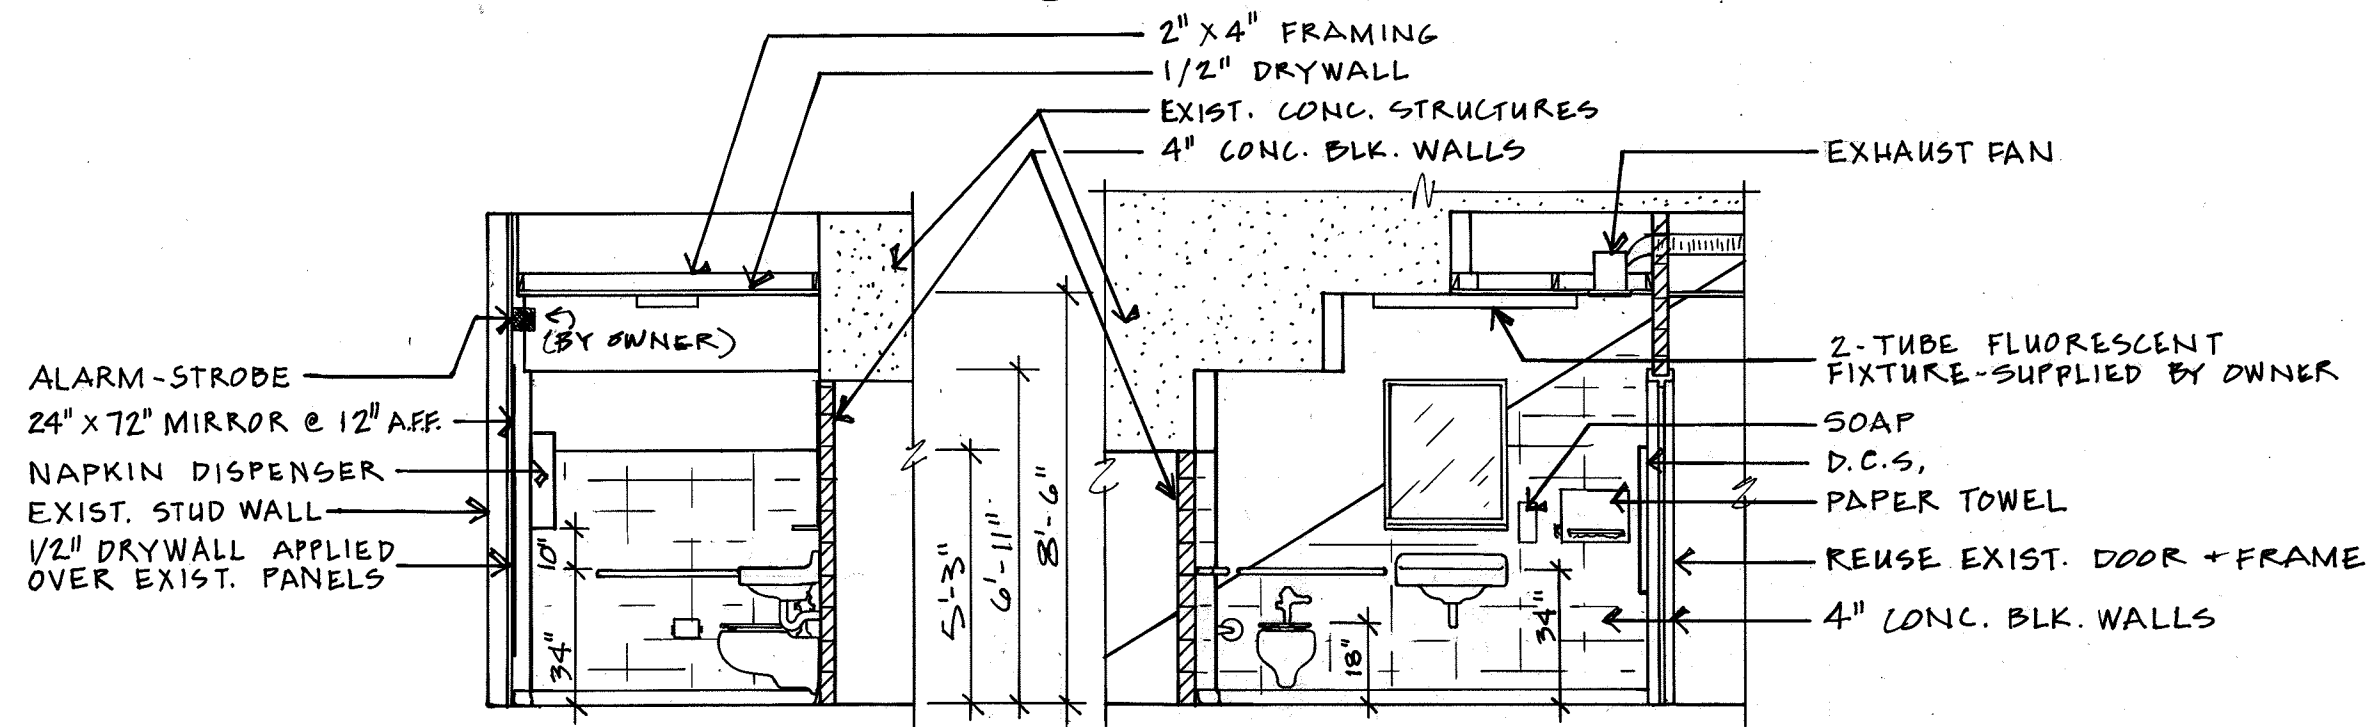 2" X 4" FRAMING
1/2" DRYWALL
EXIST. CONC. STRUCTURES
4" CONC. BLK. WALLS
EXHAUST FAN
(BY OWNER)
ALARM-STROBE
24" X 72" MIRROR @ 12" A.F.F.
NAPKIN DISPENSER
EXIST. STUD WALL
1/2" DRYWALL APPLIED
OVER EXIST. PANELS
10"
34"
5'-3"
6'-11"
8'-6"
18"
34"
2-TUBE FLUORESCENT
FIXTURE-SUPPLIED BY OWNER
SOAP
D.C.S,
PAPER TOWEL
REUSE EXIST. DOOR + FRAME
4" CONC. BLK. WALLS